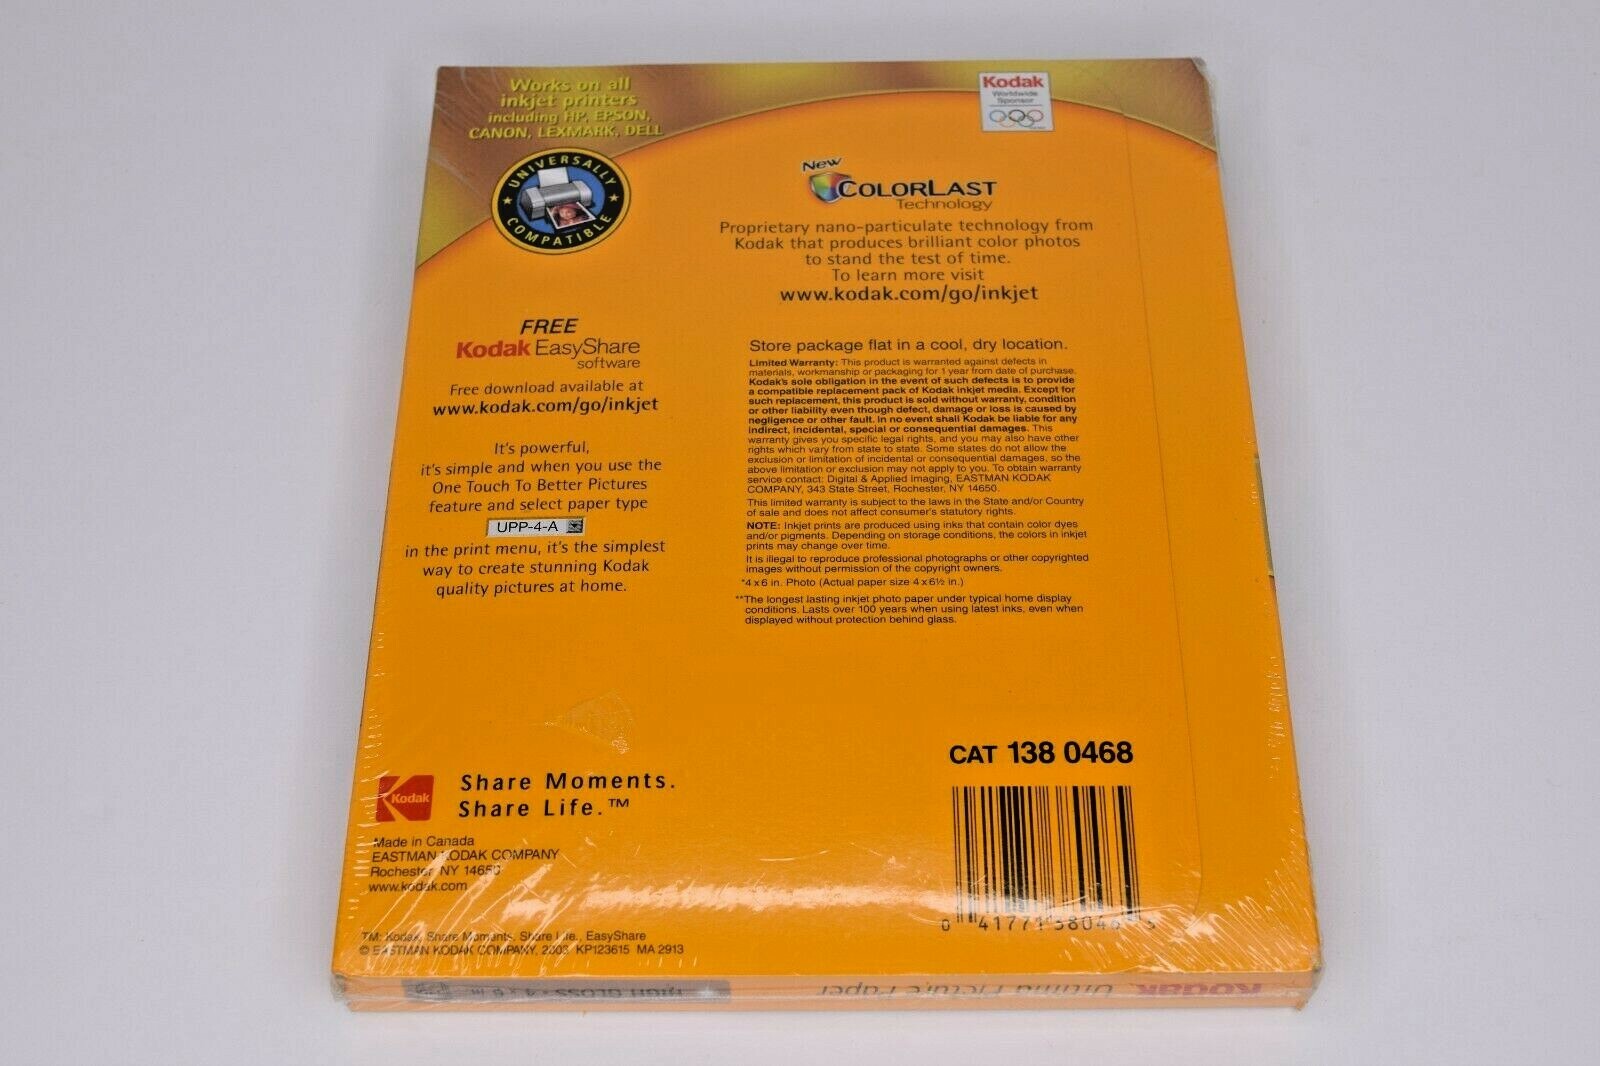 Works on all
inkjet printers
including HP, EPSON,
CANON, LEXMARK, DELL
UNIVERSALLY
COMPATIBLE
Kodak
Worldwide
Sponsor
New
COLORLAST
Technology
Proprietary nano-particulate technology from
Kodak that produces brilliant color photos
to stand the test of time.
To learn more visit
www.kodak.com/go/inkjet
FREE
Kodak EasyShare
software
Free download available at
www.kodak.com/go/inkjet
It's powerful,
it's simple and when you use the
One Touch To Better Pictures
feature and select paper type
UPP-4-A
in the print menu, it's the simplest
way to create stunning Kodak
quality pictures at home.
Store package flat in a cool, dry location.
Limited Warranty: This product is warranted against defects in
materials, workmanship or packaging for 1 year from date of purchase.
Kodak's sole obligation in the event of such defects is to provide
a compatible replacement pack of Kodak inkjet media. Except for
such replacement, this product is sold without warranty, condition
or other liability even though defect, damage or loss is caused by
negligence or other fault. In no event shall Kodak be liable for any
indirect, incidental, special or consequential damages. This
warranty gives you specific legal rights, and you may also have other
rights which vary from state to state. Some states do not allow the
exclusion or limitation of incidental or consequential damages, so the
above limitation or exclusion may not apply to you. To obtain warranty
service contact: Digital & Applied Imaging, EASTMAN KODAK
COMPANY, 343 State Street, Rochester, NY 14650.
This limited warranty is subject to the laws in the State and/or Country
of sale and does not affect consumer's statutory rights.
NOTE: Inkjet prints are produced using inks that contain color dyes
and/or pigments. Depending on storage conditions, the colors in inkjet
prints may change over time.
It is illegal to reproduce professional photographs or other copyrighted
images without permission of the copyright owners.
*4 x 6 in. Photo (Actual paper size 4 x 6½ in.)
**The longest lasting inkjet photo paper under typical home display
conditions. Lasts over 100 years when using latest inks, even when
displayed without protection behind glass.
CAT 138 0468
Kodak
Share Moments.
Share Life.™
Made in Canada
EASTMAN KODAK COMPANY
Rochester NY 14650
www.kodak.com
TM: Kodak, Share Moments. Share Life., EasyShare
© EASTMAN KODAK COMPANY, 2003 KP123615 MA 2913
0 41771 38046
Kodak Ultima Picture Paper
HIGH GLOSS • 4 x 6 in